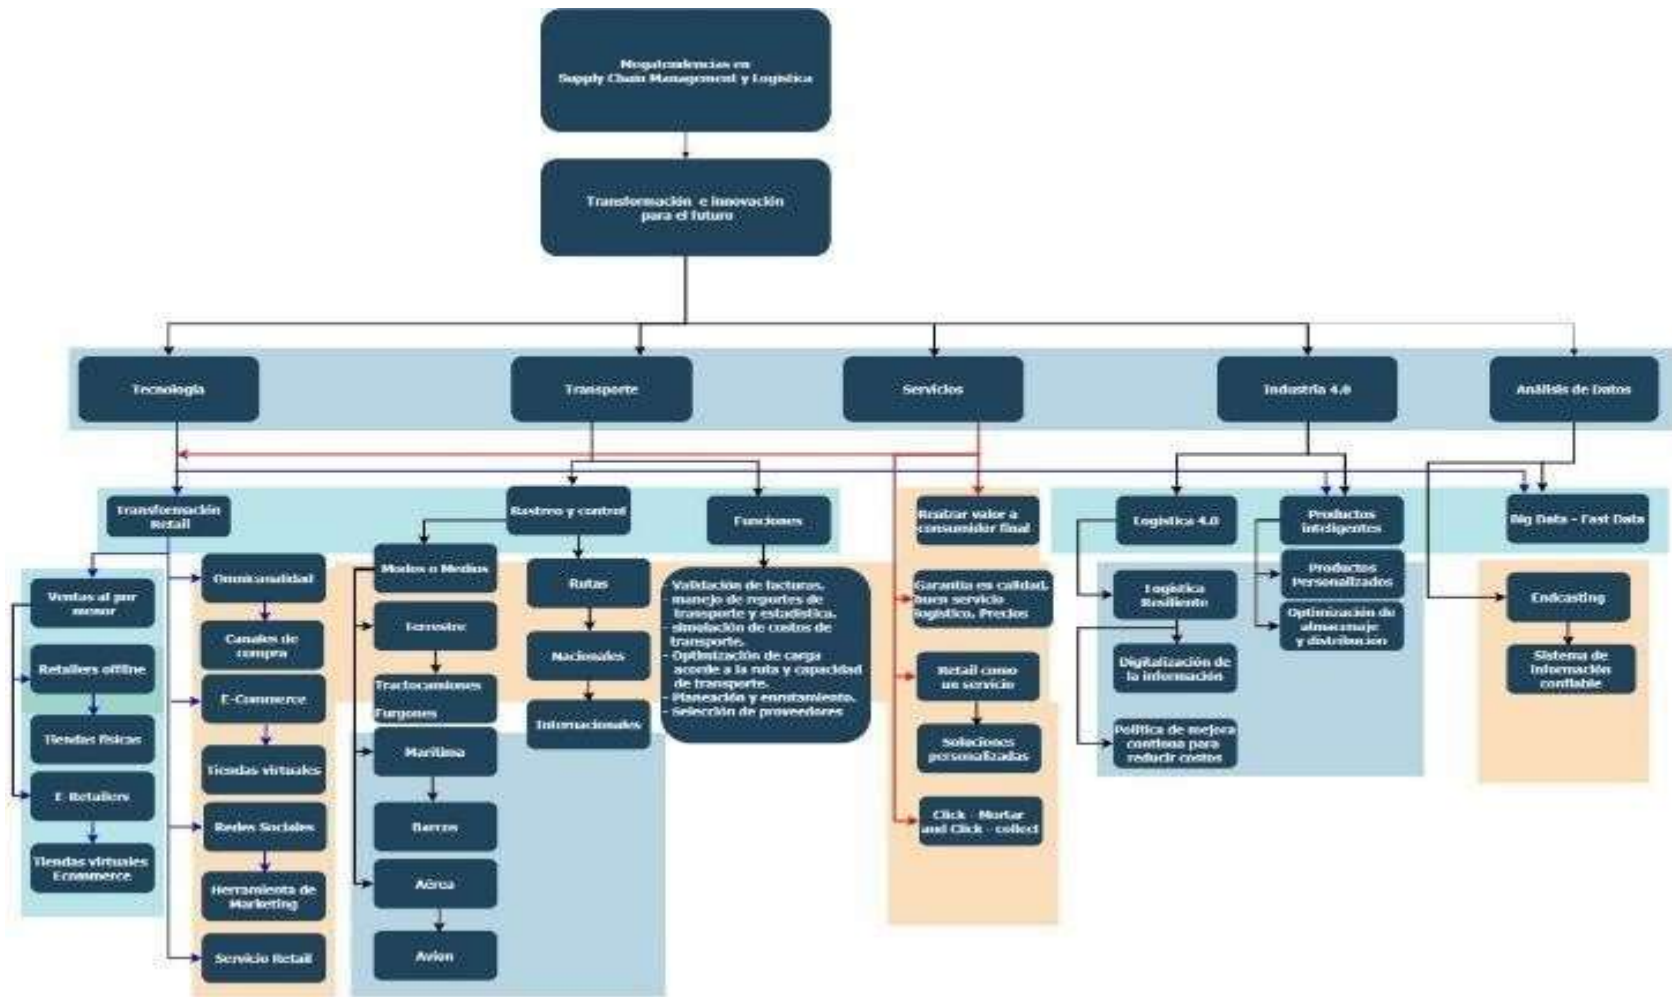 Megatendencias en
Supply Chain Management y Logística
Transformación e innovación
para el futuro
Tecnología
Transporte
Servicios
Industria 4.0
Análisis de Datos
Transformación
Retail
Rastreo y control
Funciones
Realzar valor a
consumidor final
Logística 4.0
Productos
inteligentes
Big Data - Fast Data
Ventas al por
menor
Retailers offline
Tiendas físicas
E-Retailers
Tiendas virtuales
Ecommerce
Omnicanalidad
Canales de
compra
E-Commerce
Tiendas virtuales
Redes Sociales
Herramienta de
Marketing
Servicio Retail
Modos o Medios
Terrestre
Tractocamiones
Furgones
Marítima
Barcos
Aérea
Avion
Rutas
Nacionales
Internacionales
- Validación de facturas,
manejo de reportes de
transporte y estadística.
- simulación de costos de
transporte.
- Optimización de carga
acorde a la ruta y capacidad
de transporte.
- Planeación y enrutamiento.
- Selección de proveedores
Garantía en calidad,
buen servicio
logístico, Precios
Retail como
un servicio
Soluciones
personalizadas
Click - Mortar
and Click - collect
Logística
Resiliente
Digitalización de
la información
Política de mejora
continua para
reducir costos
Productos
Personalizados
Optimización de
almacenaje
y distribución
Endcasting
Sistema de
información
confiable